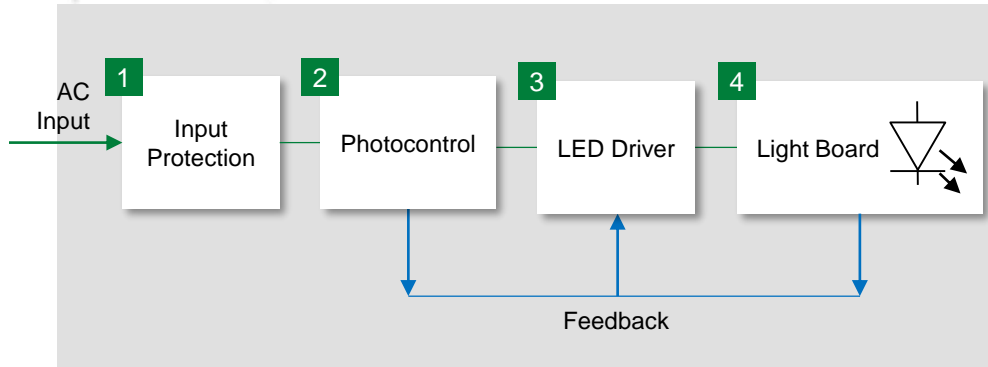 1
2
3
4
AC
Input
Input
Protection
Photocontrol
LED Driver
Light Board
Feedback